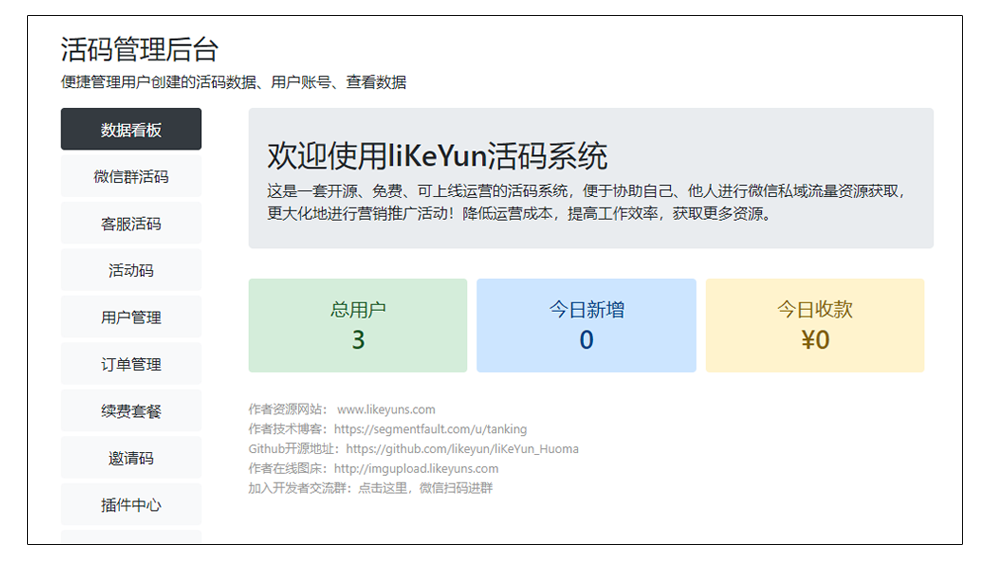 活码管理后台
便捷管理用户创建的活码数据、用户账号、查看数据
数据看板
微信群活码
客服活码
活动码
用户管理
订单管理
续费套餐
邀请码
插件中心
欢迎使用liKeYun活码系统
这是一套开源、免费、可上线运营的活码系统，便于协助自己、他人进行微信私域流量资源获取，
更大化地进行营销推广活动！降低运营成本，提高工作效率，获取更多资源。
总用户
3
今日新增
0
今日收款
¥0
作者资源网站： www.likeyuns.com
作者技术博客：https://segmentfault.com/u/tanking
Github开源地址：https://github.com/likeyun/liKeYun_Huoma
作者在线图床：http://imgupload.likeyuns.com
加入开发者交流群：点击这里，微信扫码进群